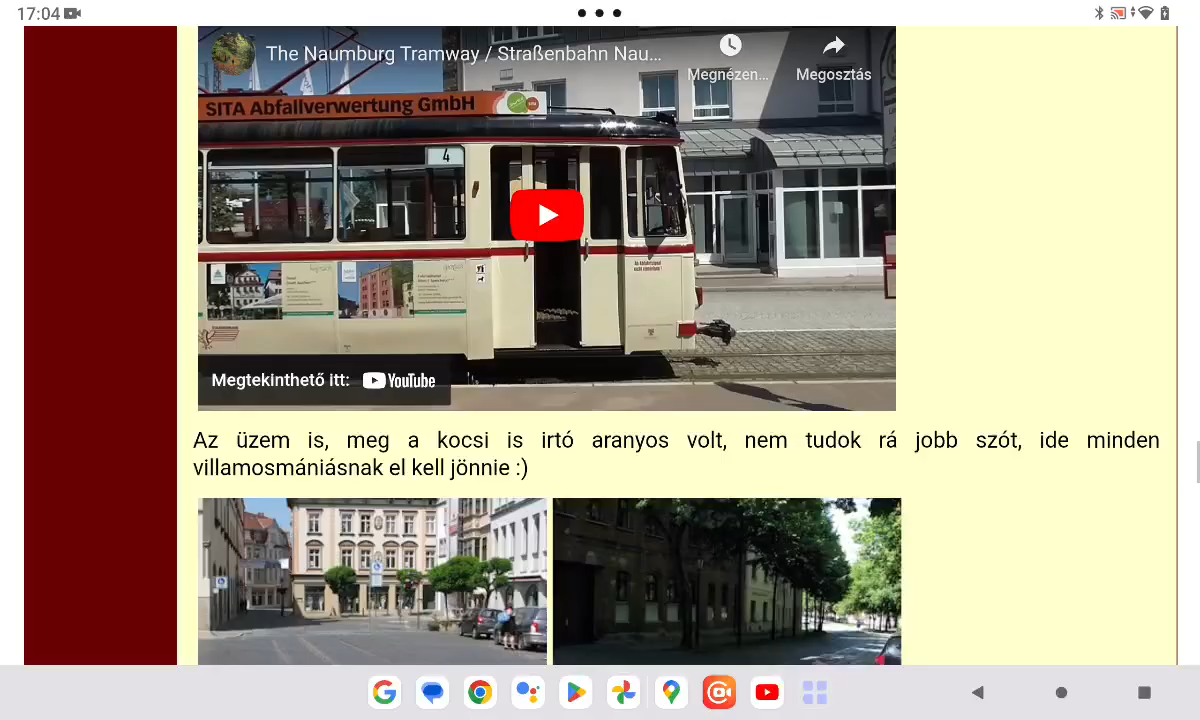 17:04
The Naumburg Tramway / Straßenbahn Nau...
Megnézen...
Megosztás
SITA Abfallverwertung GmbH
4
Megtekinthető itt: YouTube
Az üzem is, meg a kocsi is irtó aranyos volt, nem tudok rá jobb szót, ide minden
villamosmániásnak el kell jönnie :)